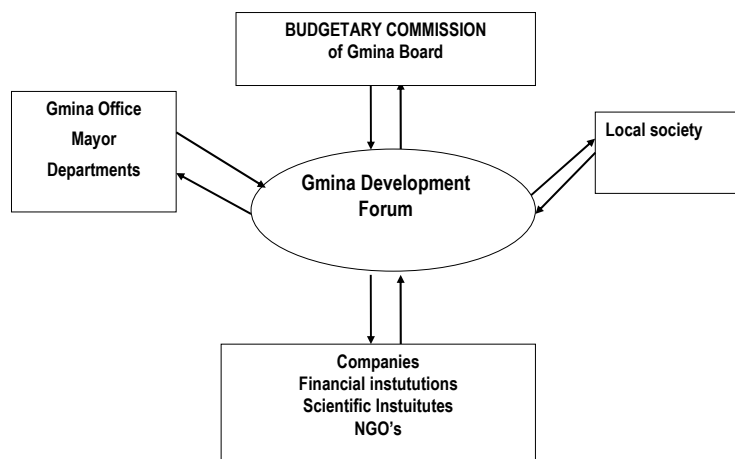 BUDGETARY COMMISSION
of Gmina Board
Gmina Office
Mayor
Departments
Local society
Gmina Development
Forum
Companies
Financial instututions
Scientific Instuitutes
NGO's